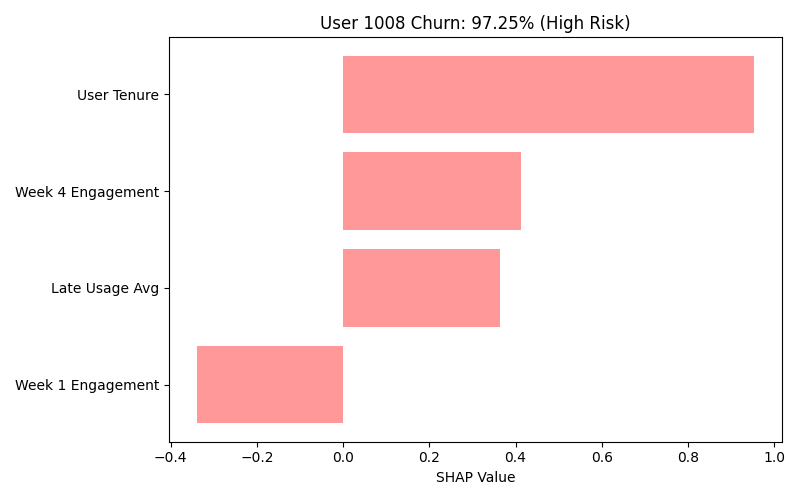 User 1008 Churn: 97.25% (High Risk)
User Tenure
Week 4 Engagement
Late Usage Avg
Week 1 Engagement
−0.4 −0.2 0.0 0.2 0.4 0.6 0.8 1.0
SHAP Value